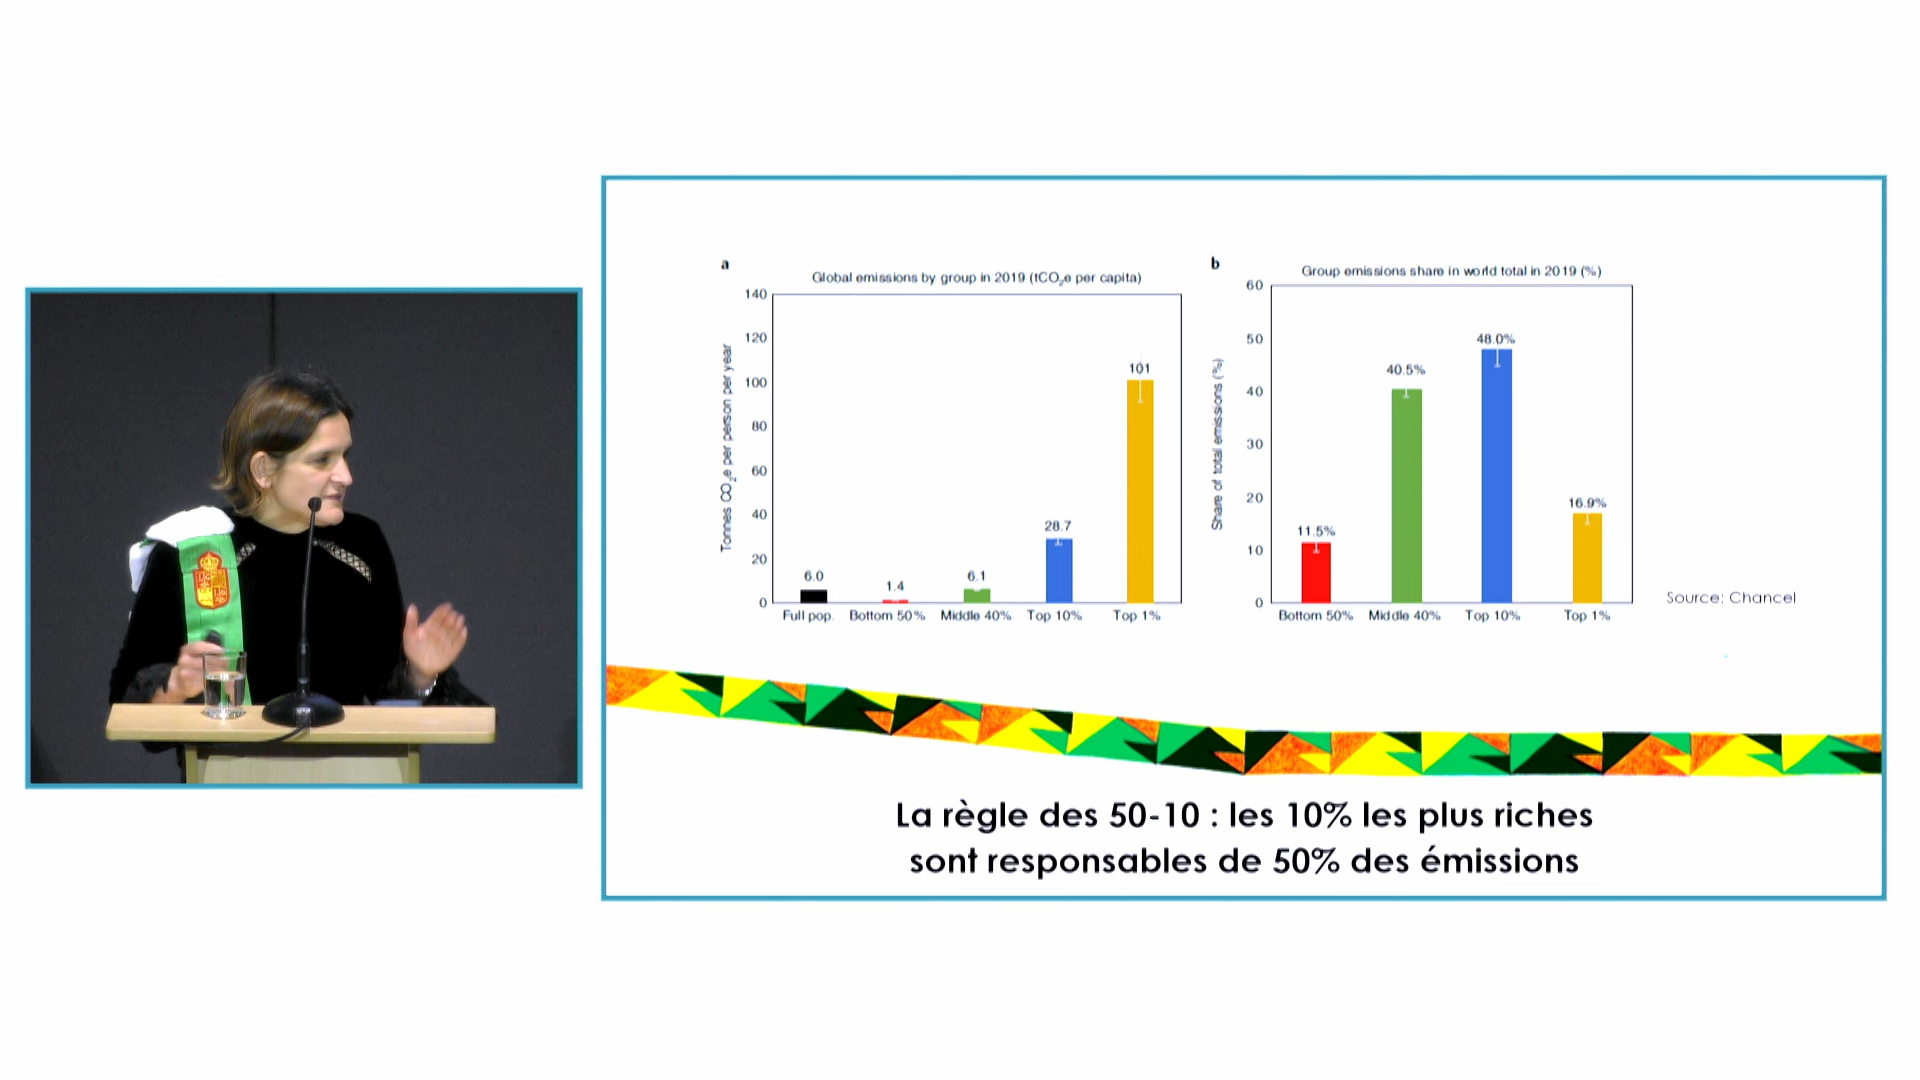 a
Global emissions by group in 2019 (tCO₂e per capita)
Tonnes CO₂e per person per year
140
120
100
80
60
40
20
0
6.0
1.4
6.1
28.7
101
Full pop.
Bottom 50%
Middle 40%
Top 10%
Top 1%
b
Group emissions share in world total in 2019 (%)
Share of total emissions (%)
60
50
40
30
20
10
0
11.5%
40.5%
48.0%
16.9%
Bottom 50%
Middle 40%
Top 10%
Top 1%
Source: Chancel
La règle des 50-10 : les 10% les plus riches
sont responsables de 50% des émissions